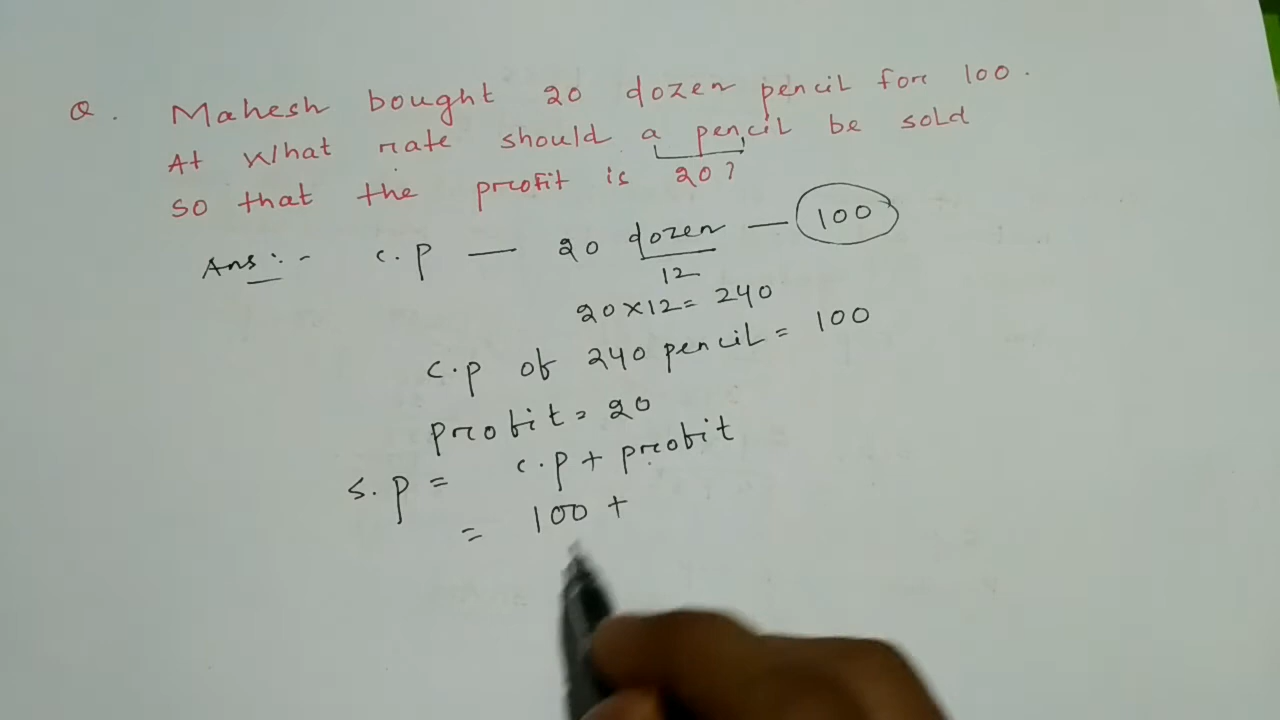 Q. Mahesh bought 20 dozen pencil for 100.
At what rate should a pencil be sold
so that the profit is 20?
Ans:- C.P — 20 dozen — 100
12
20×12= 240
C.P of 240 pencil = 100
profit = 20
S.P = C.P + profit
= 100 +